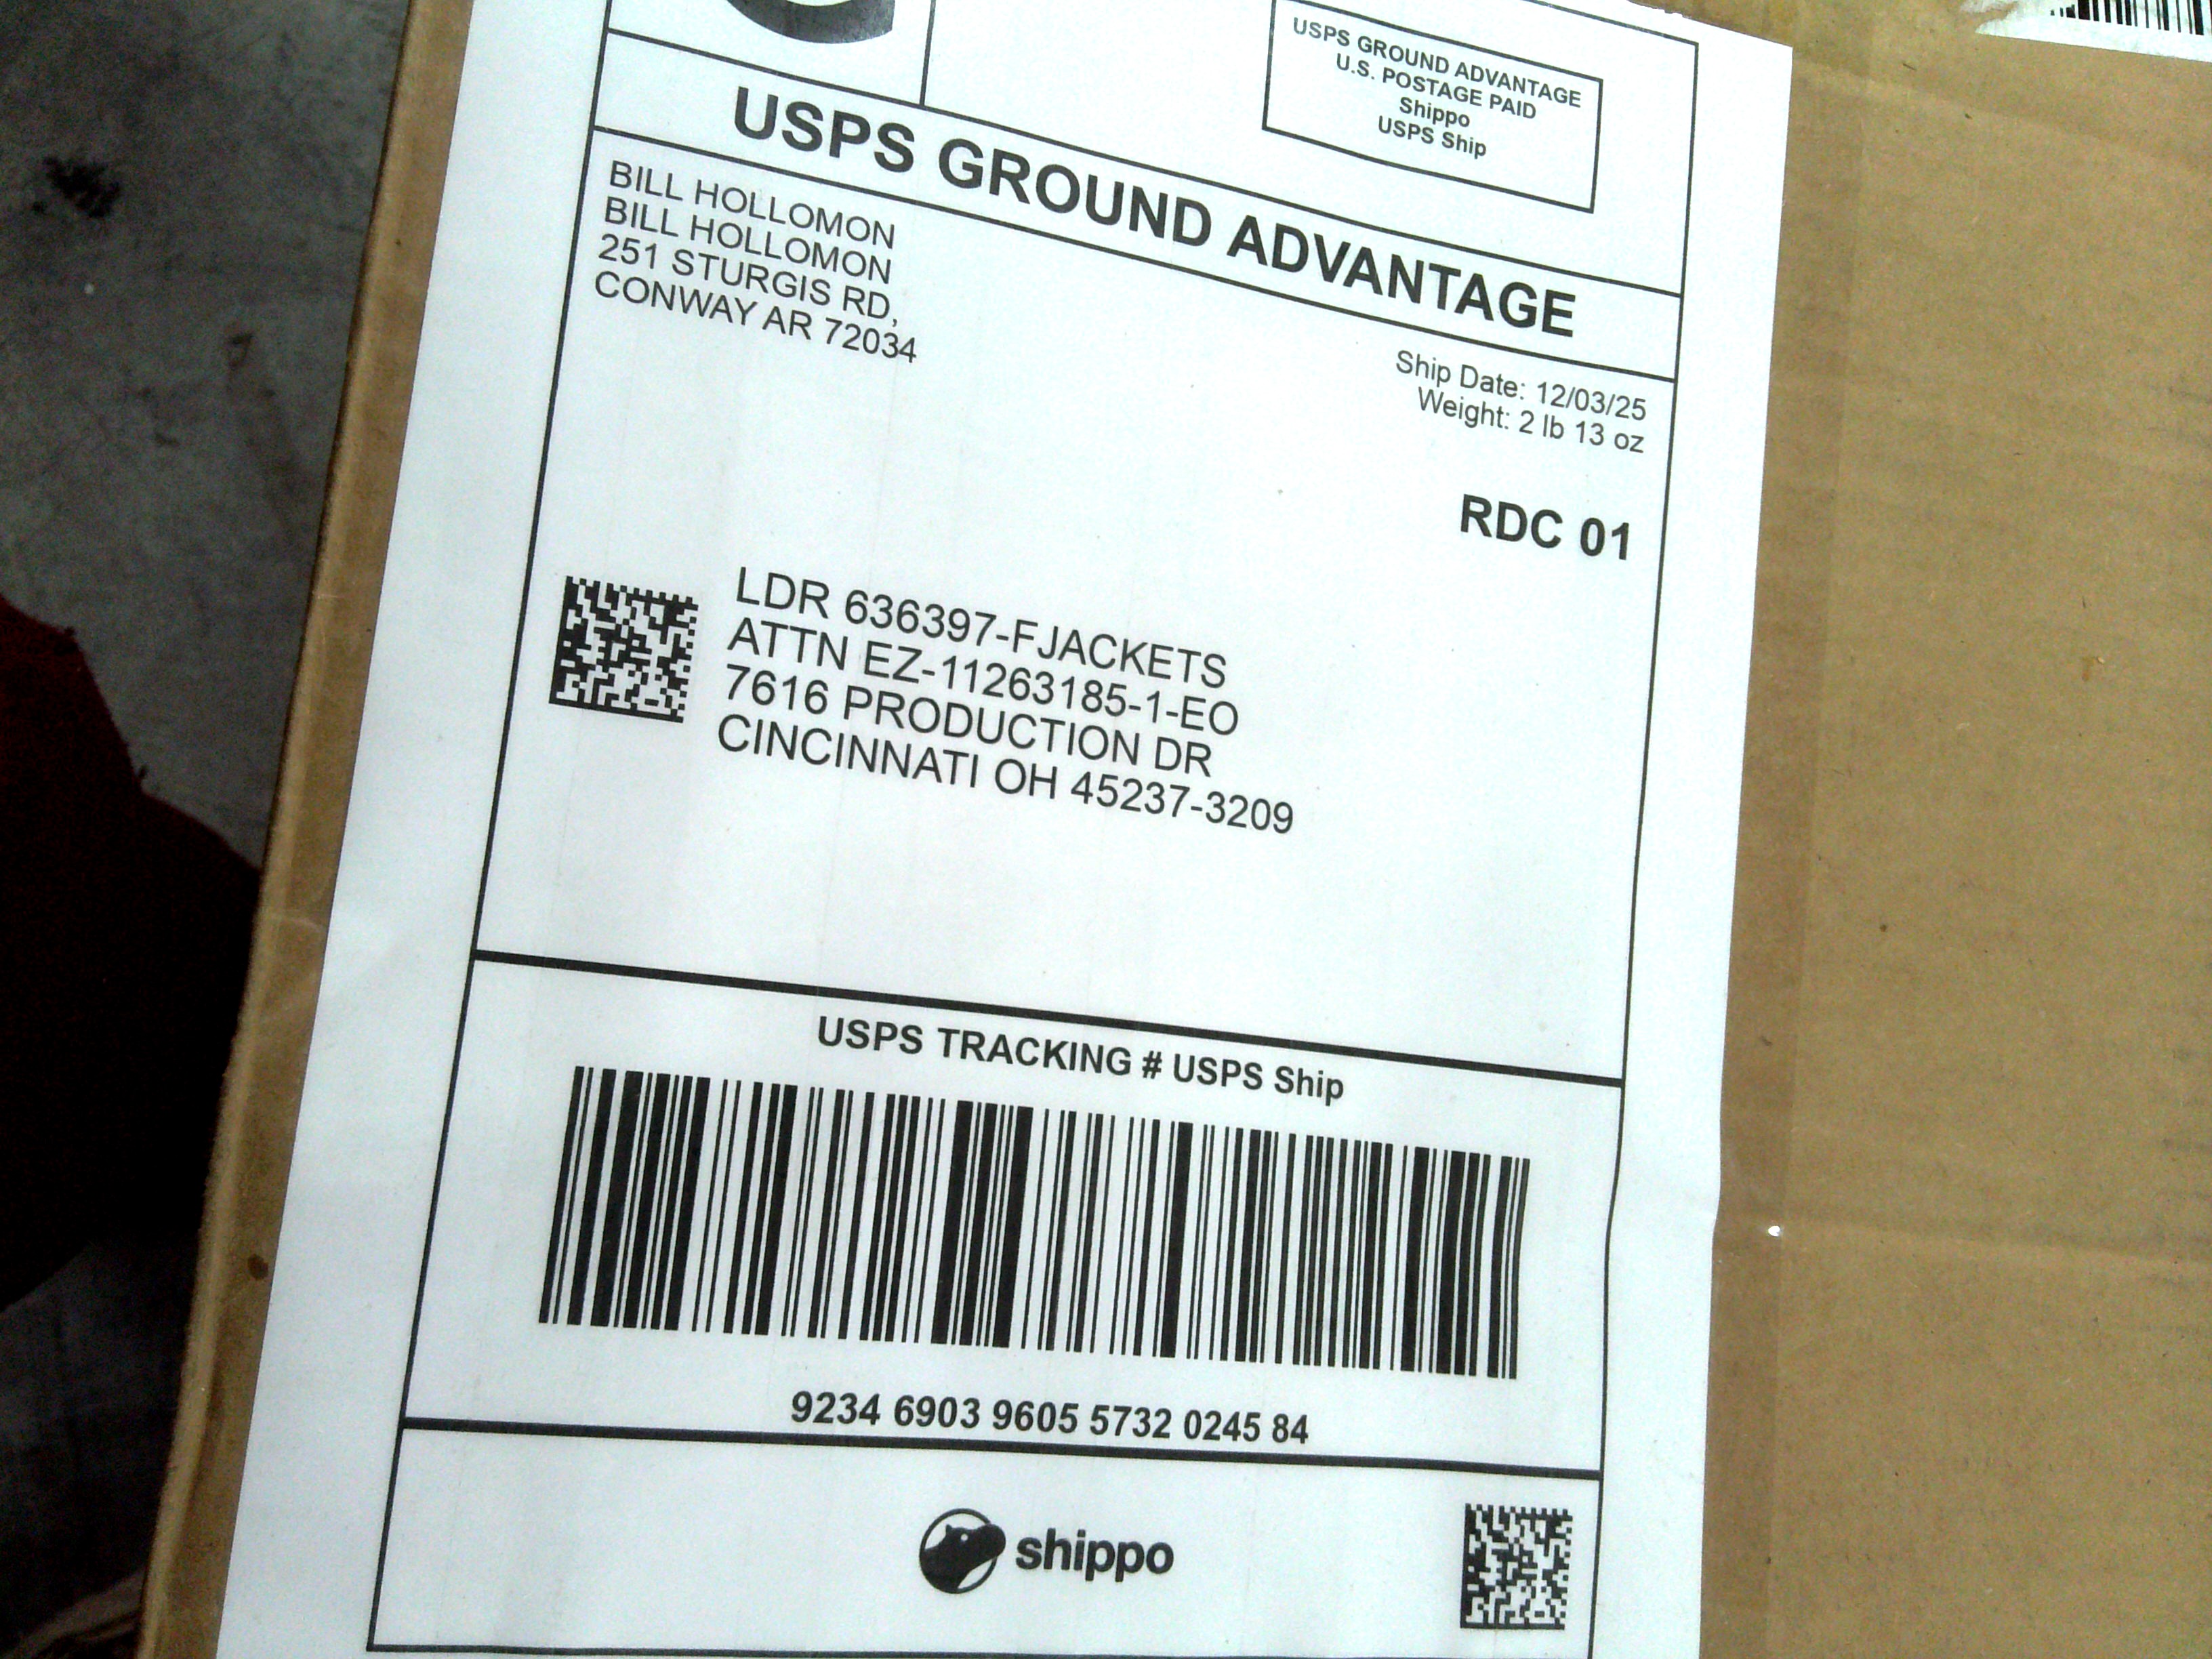 USPS GROUND ADVANTAGE
U.S. POSTAGE PAID
Shippo
USPS Ship
USPS GROUND ADVANTAGE
BILL HOLLOMON
BILL HOLLOMON
251 STURGIS RD,
CONWAY AR 72034
Ship Date: 12/03/25
Weight: 2 lb 13 oz
RDC 01
LDR 636397-FJACKETS
ATTN EZ-11263185-1-EO
7616 PRODUCTION DR
CINCINNATI OH 45237-3209
USPS TRACKING # USPS Ship
9234 6903 9605 5732 0245 84
shippo